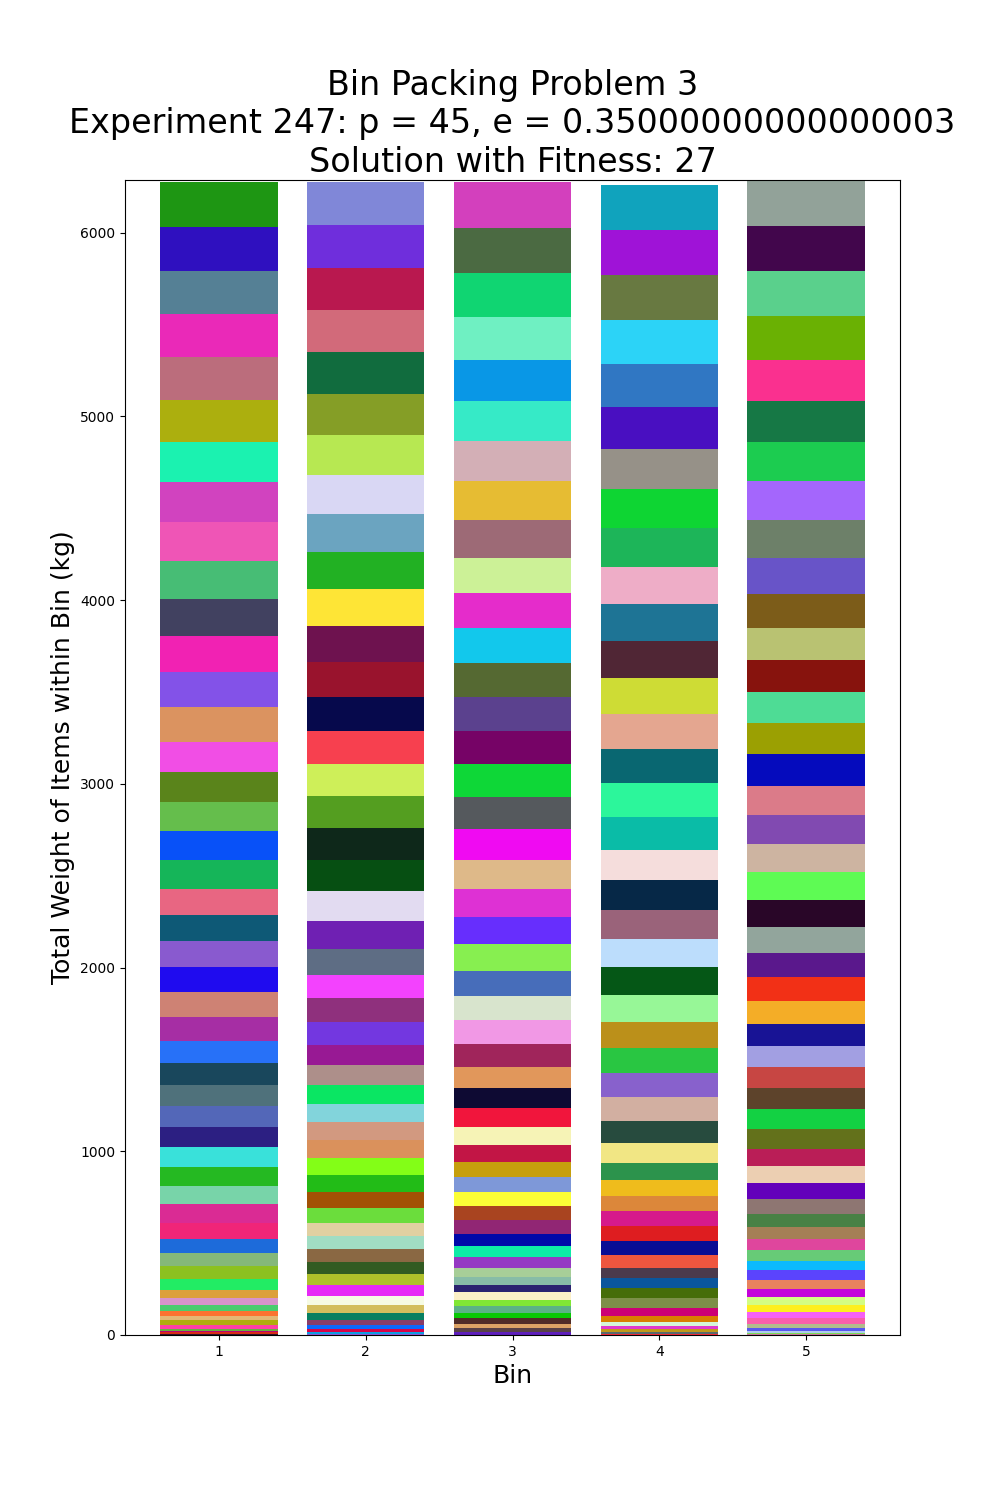 Bin Packing Problem 3
Experiment 247: p = 45, e = 0.35000000000000003
Solution with Fitness: 27
Total Weight of Items within Bin (kg)
6000
5000
4000
3000
2000
1000
0
1 2 3 4 5
Bin